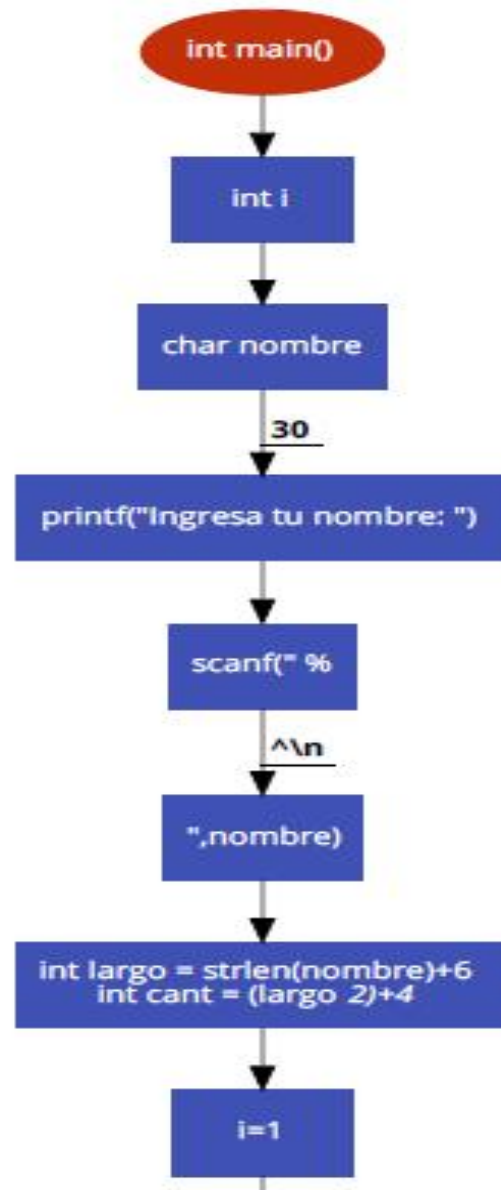 int main()
int i
char nombre
30
printf("Ingresa tu nombre: ")
scanf(" %
^\n
",nombre)
int largo = strlen(nombre)+6
int cant = (largo 2)+4
i=1